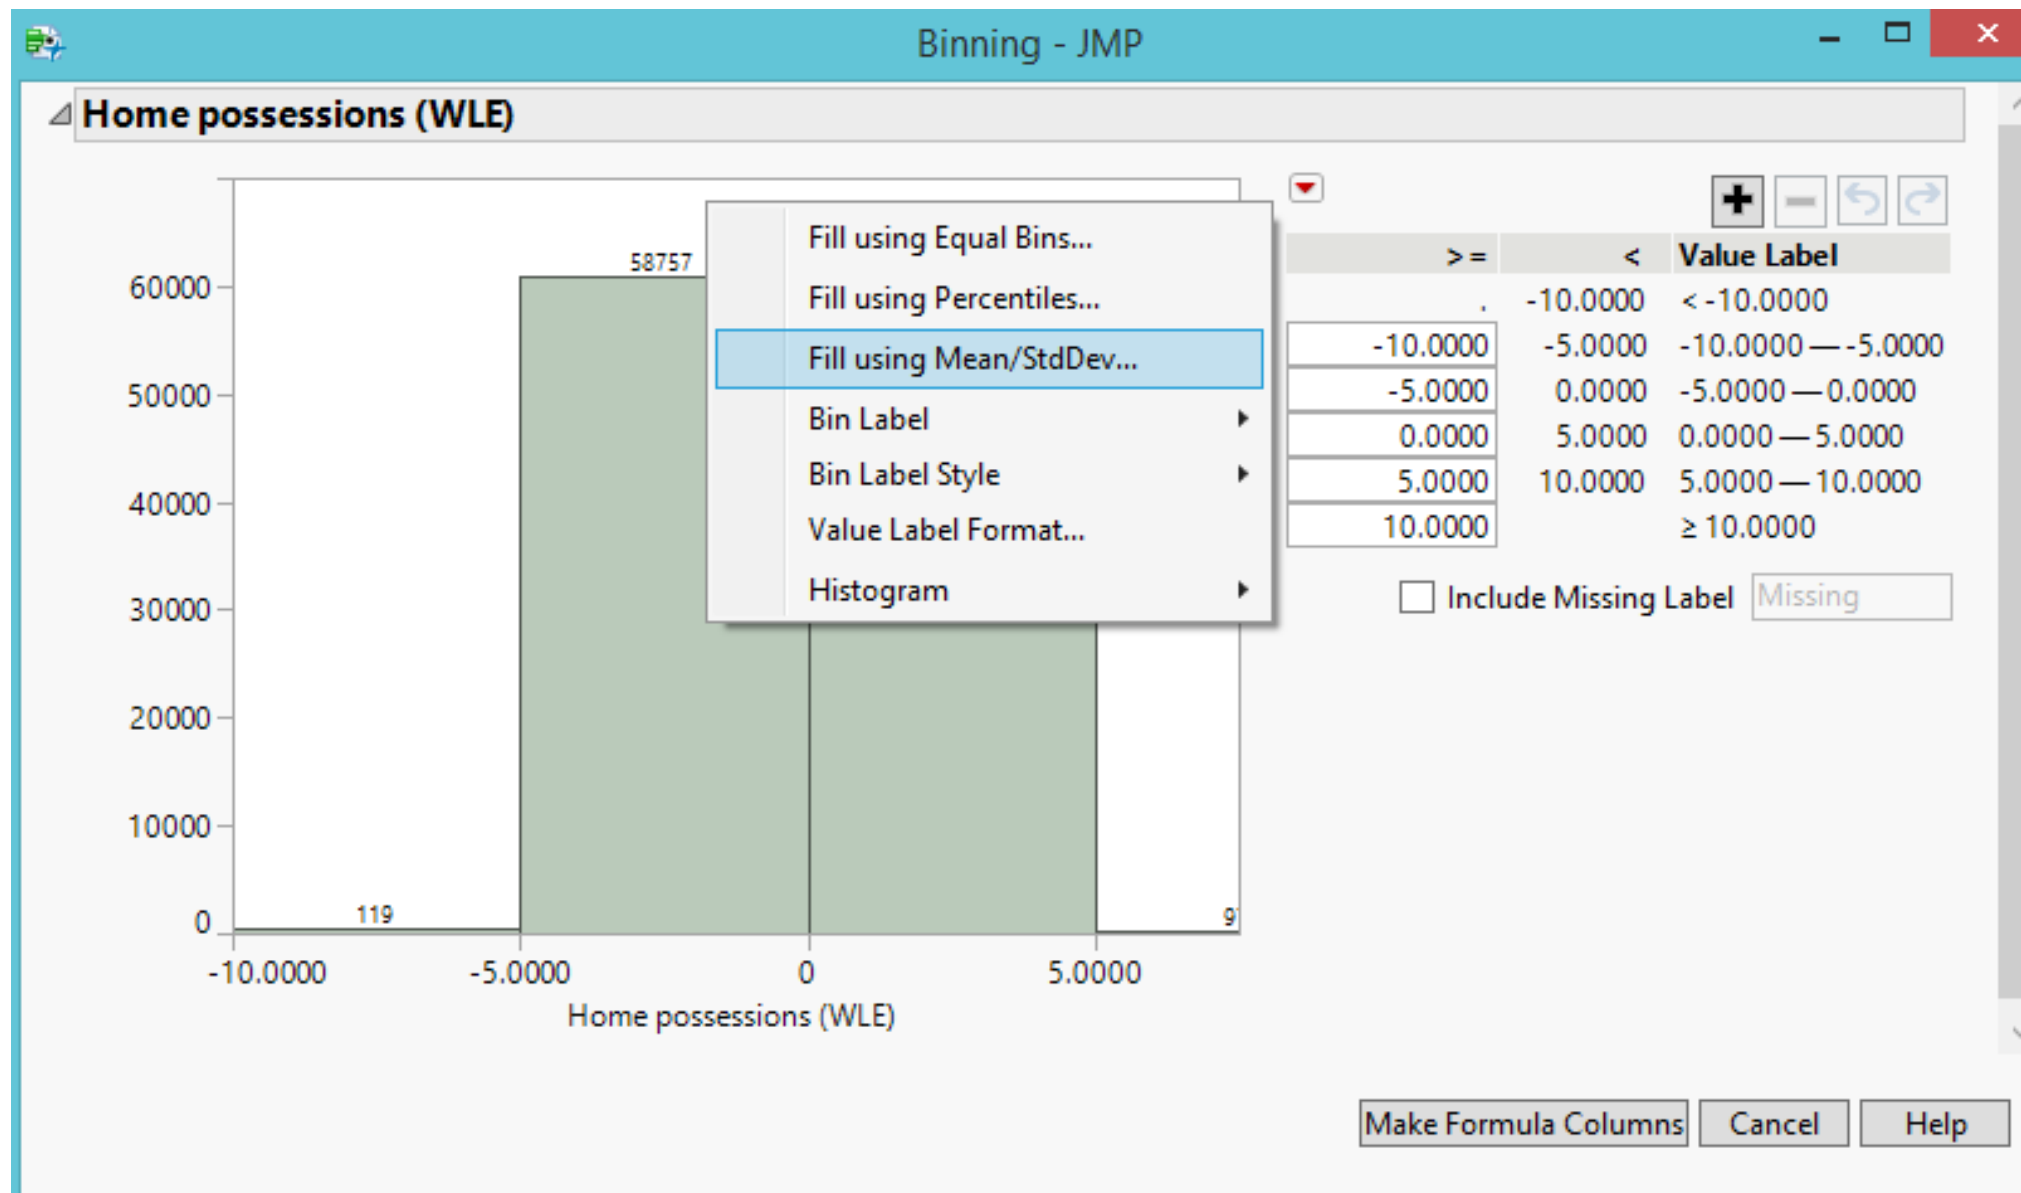 Binning - JMP
Home possessions (WLE)
60000
50000
40000
30000
20000
10000
0
58757
119
-10.0000 -5.0000 0 5.0000
Home possessions (WLE)
Fill using Equal Bins...
Fill using Percentiles...
Fill using Mean/StdDev...
Bin Label
Bin Label Style
Value Label Format...
Histogram
>= < Value Label
. -10.0000 < -10.0000
-10.0000 -5.0000 -10.0000 — -5.0000
-5.0000 0.0000 -5.0000 — 0.0000
0.0000 5.0000 0.0000 — 5.0000
5.0000 10.0000 5.0000 — 10.0000
10.0000 ≥ 10.0000
Include Missing Label Missing
Make Formula Columns Cancel Help